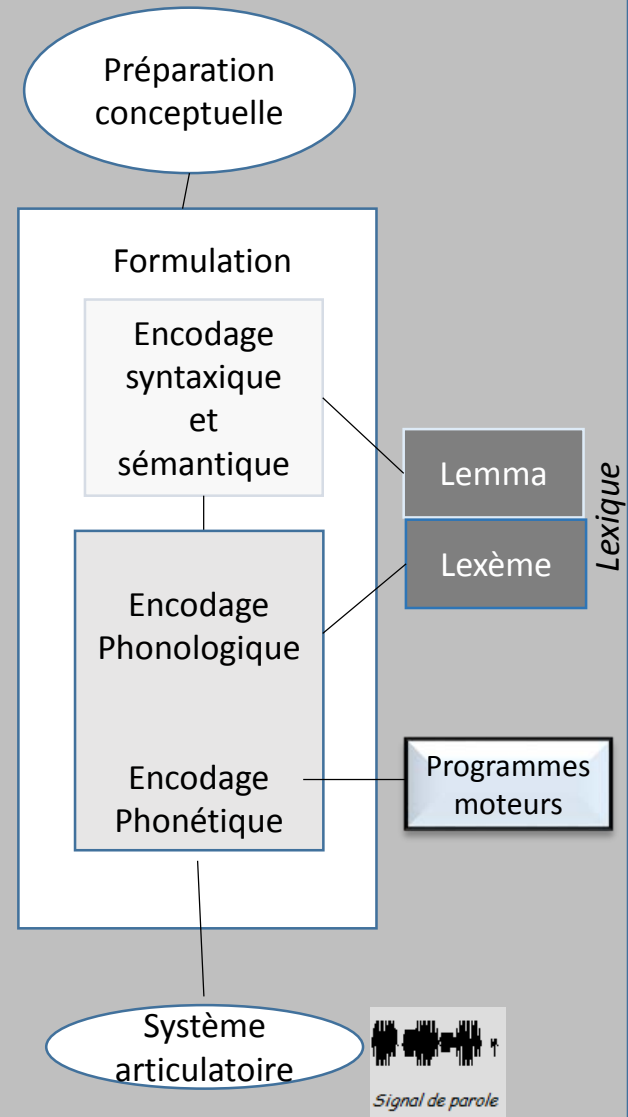 Préparation
conceptuelle
Formulation
Encodage
syntaxique
et
sémantique
Lemma
Lexème
Lexique
Encodage
Phonologique
Encodage
Phonétique
Programmes
moteurs
Système
articulatoire
Signal de parole